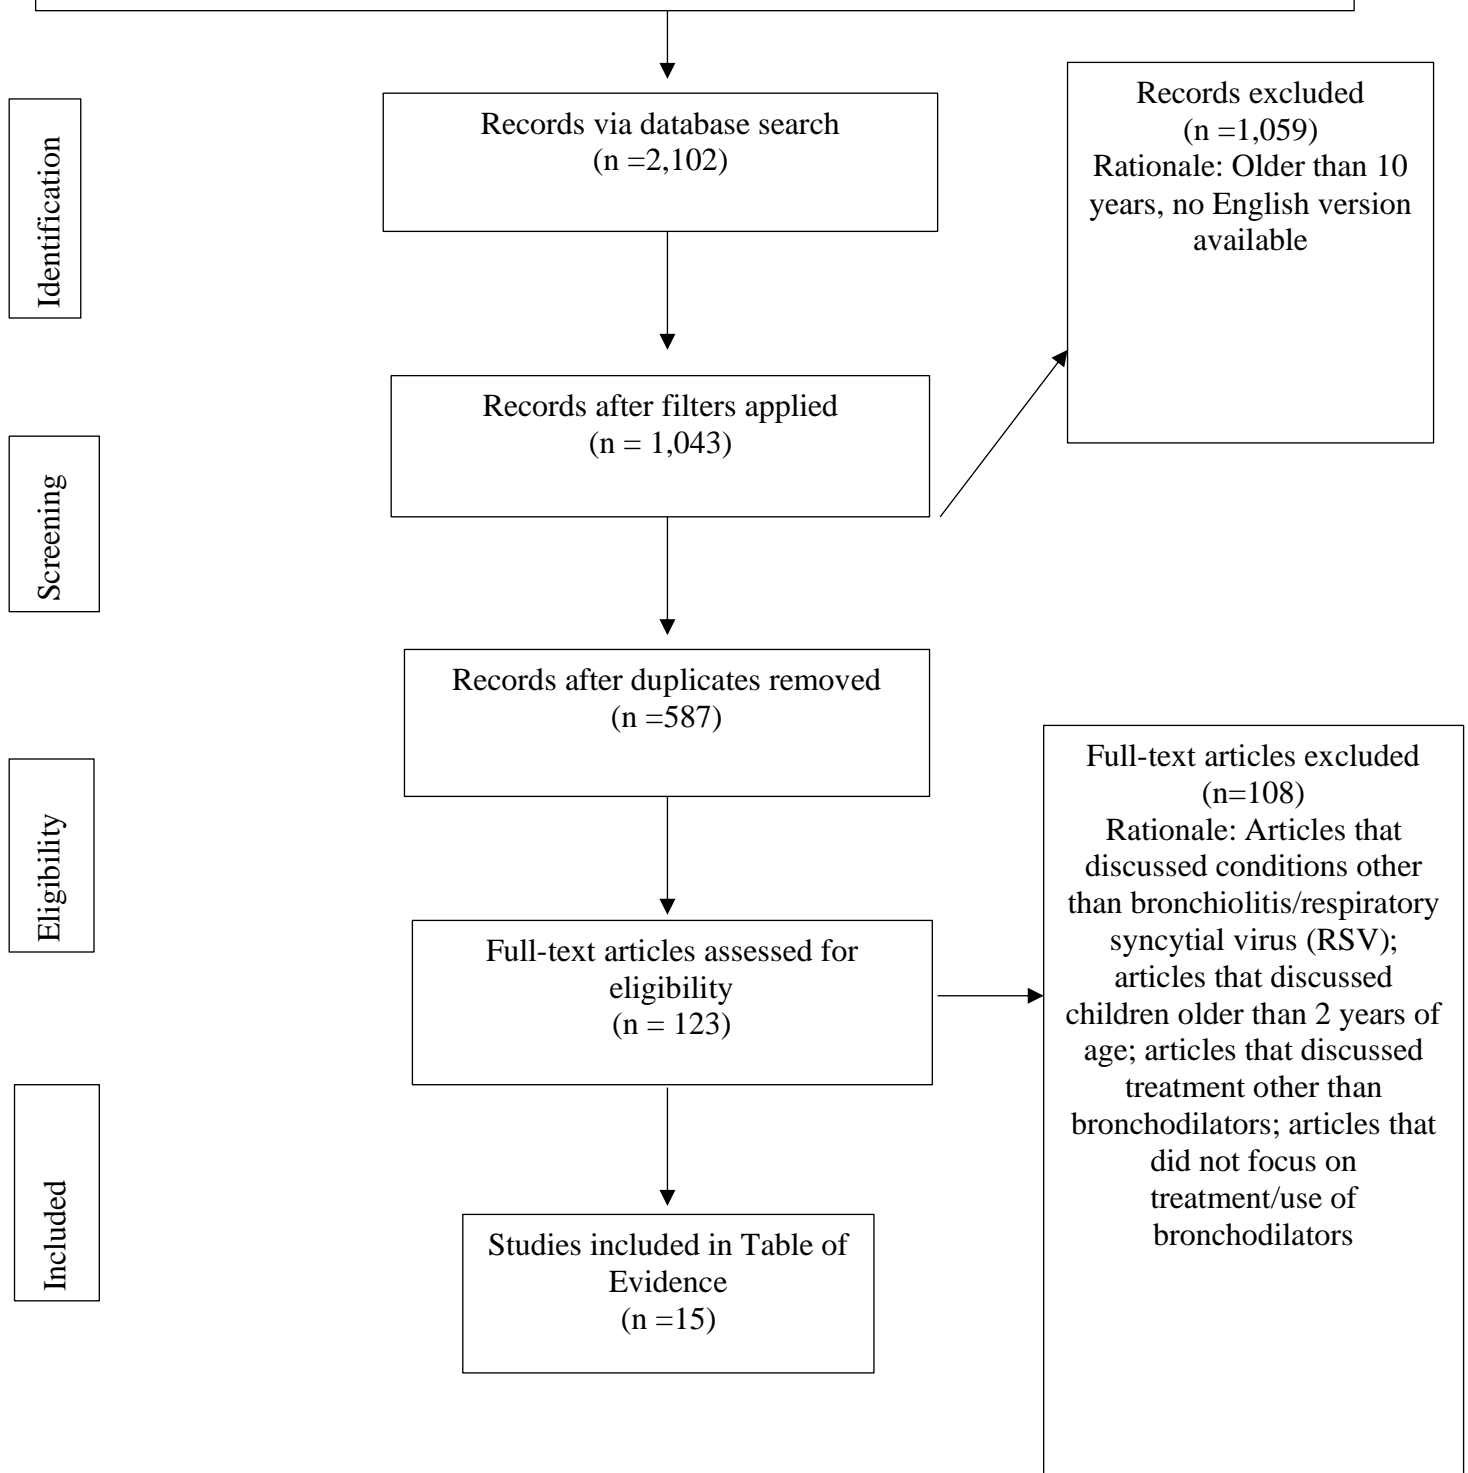 Identification
Records via database search
(n =2,102)
Records excluded
(n =1,059)
Rationale: Older than 10
years, no English version
available
Screening
Records after filters applied
(n = 1,043)
Records after duplicates removed
(n =587)
Eligibility
Full-text articles assessed for
eligibility
(n = 123)
Full-text articles excluded
(n=108)
Rationale: Articles that
discussed conditions other
than bronchiolitis/respiratory
syncytial virus (RSV);
articles that discussed
children older than 2 years of
age; articles that discussed
treatment other than
bronchodilators; articles that
did not focus on
treatment/use of
bronchodilators
Included
Studies included in Table of
Evidence
(n =15)